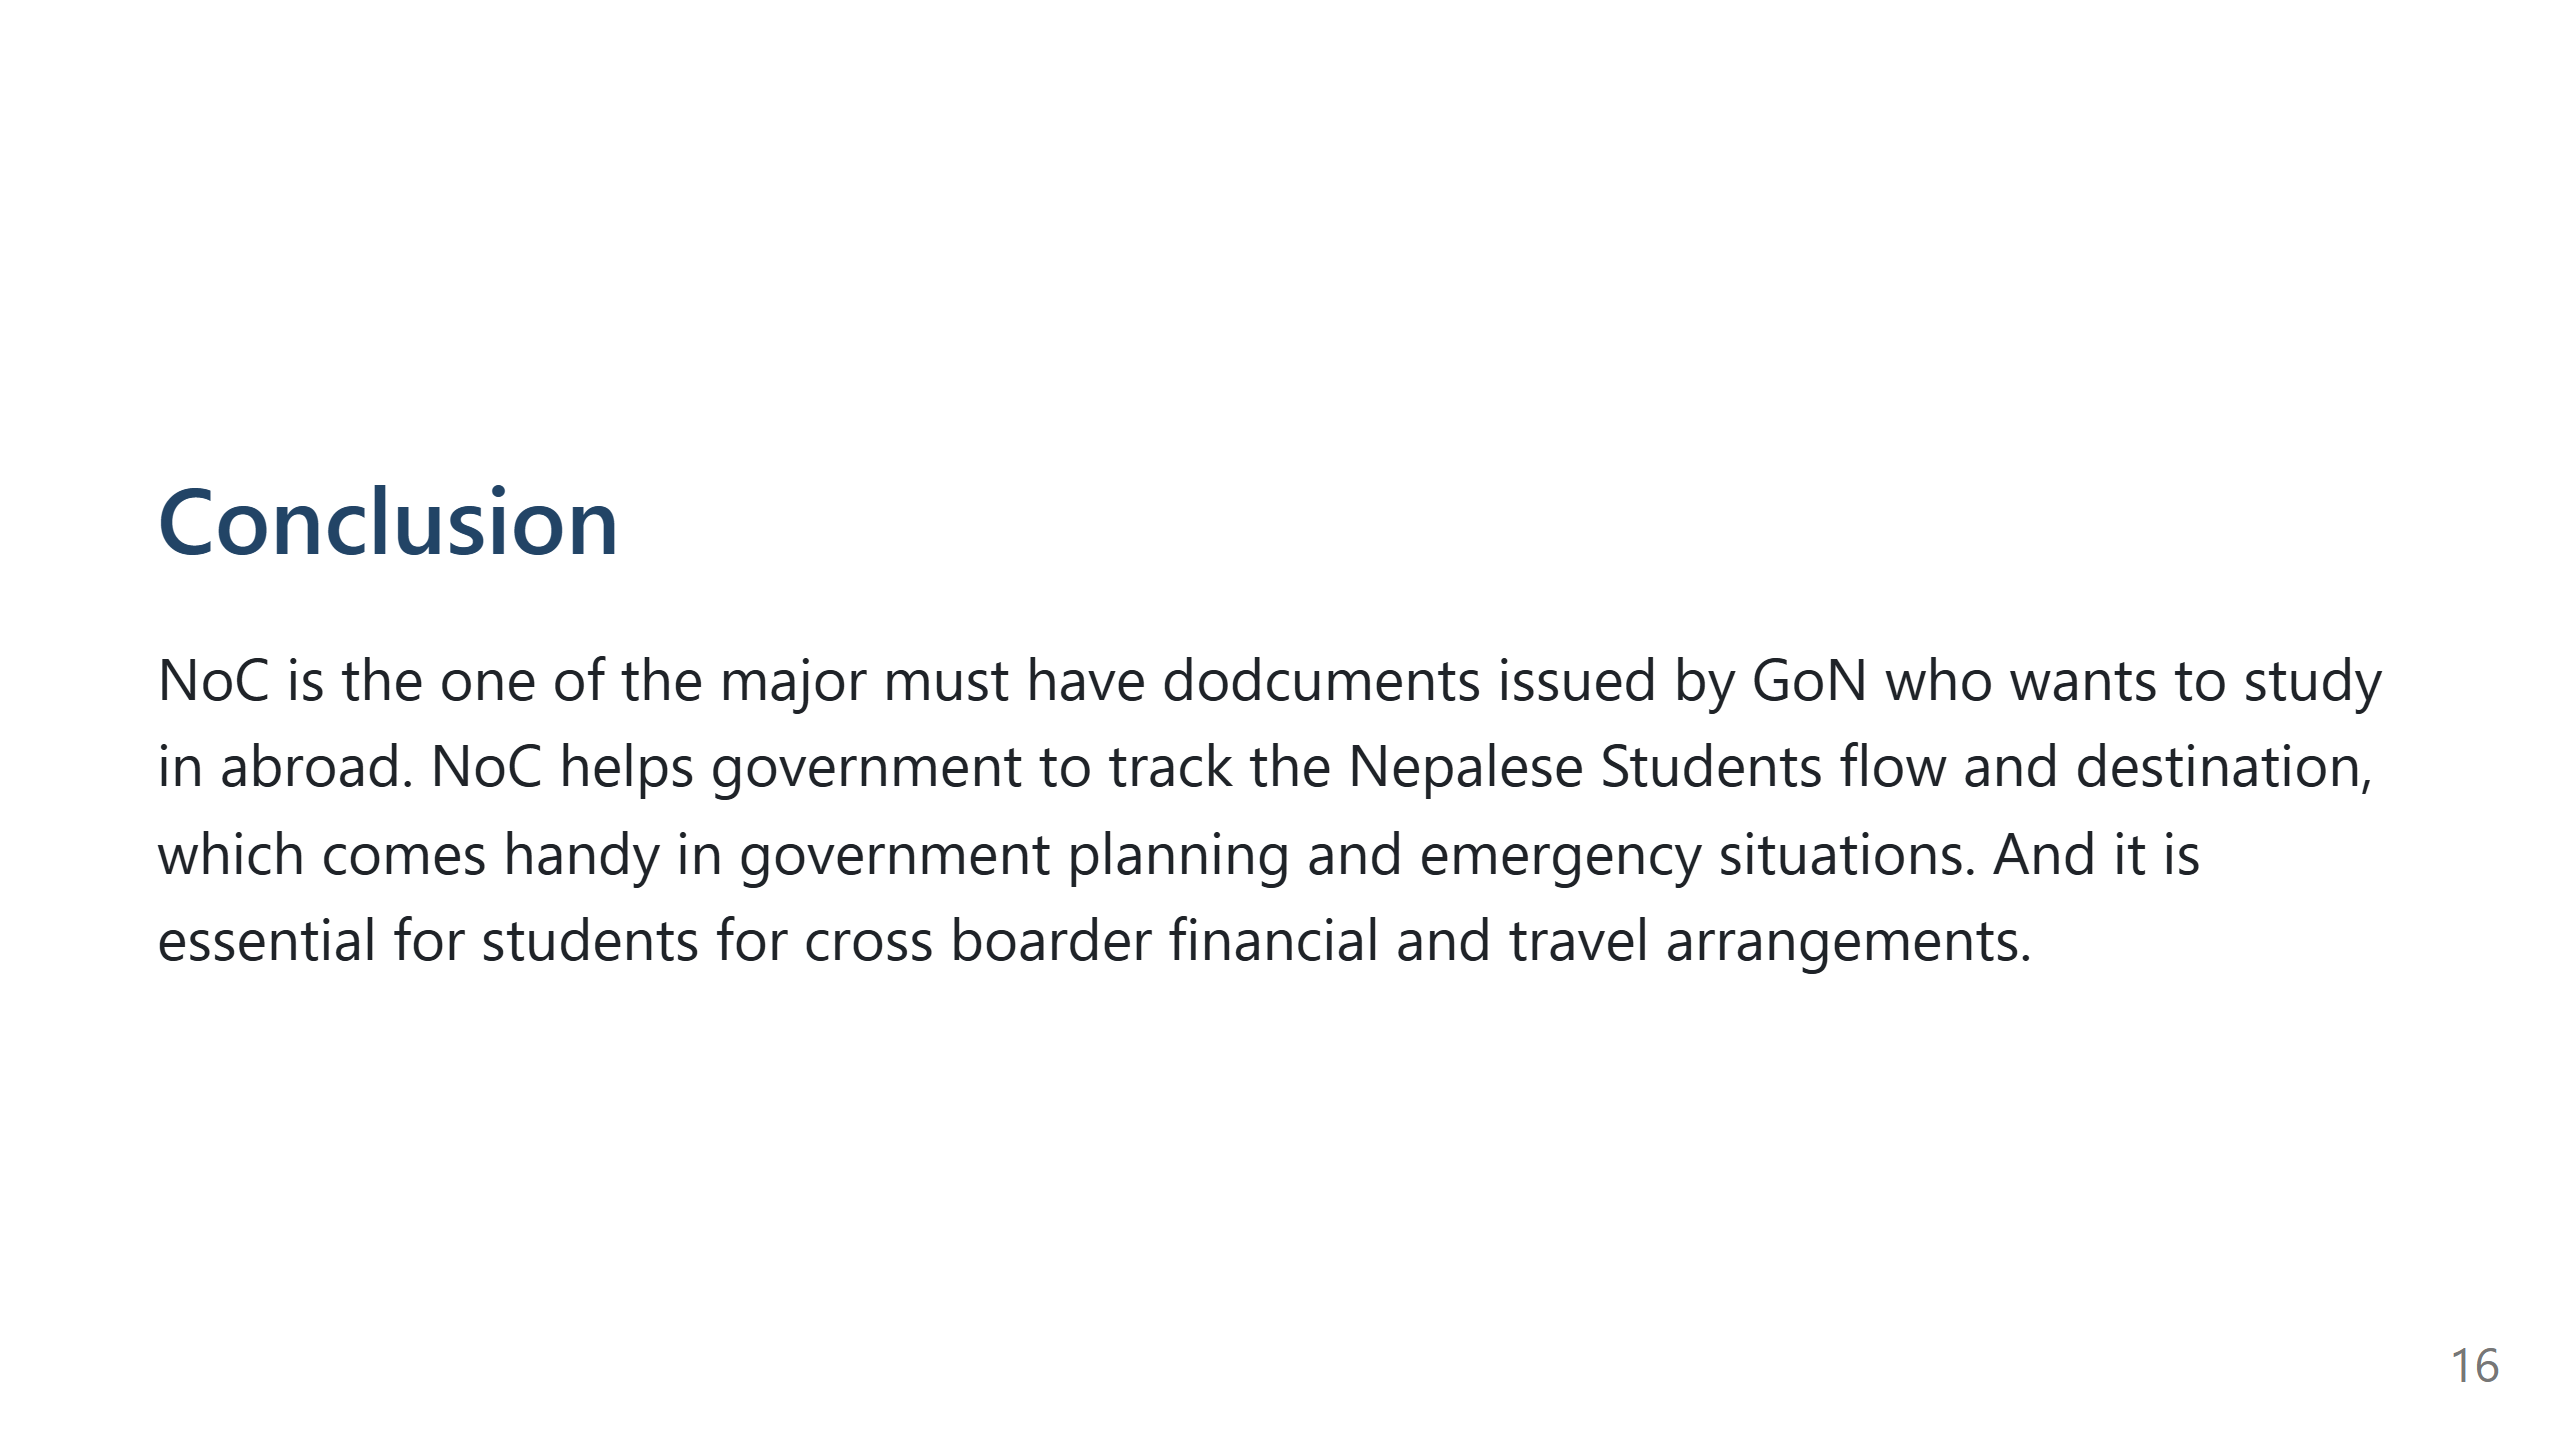 Conclusion
NoC is the one of the major must have dodcuments issued by GoN who wants to study
in abroad. NoC helps government to track the Nepalese Students flow and destination,
which comes handy in government planning and emergency situations. And it is
essential for students for cross boarder financial and travel arrangements.
16